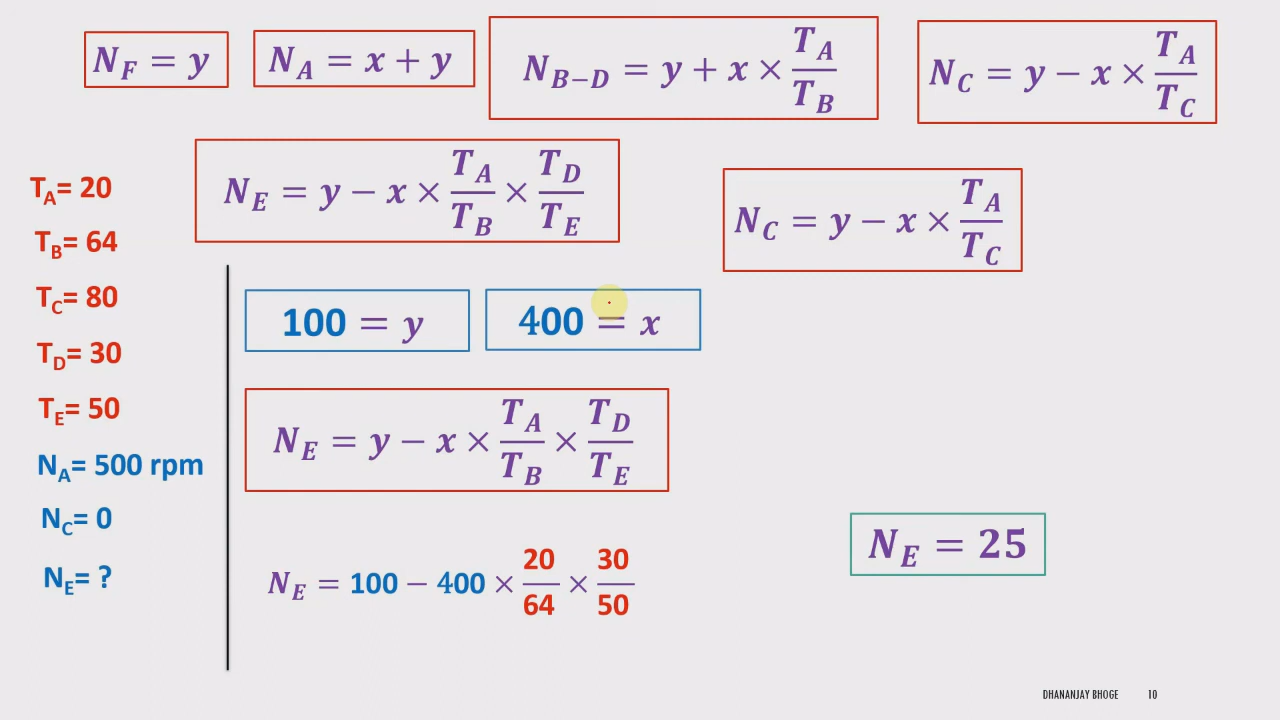 N_F = y
N_A = x + y
N_{B−D} = y + x × T_A/T_B
N_C = y − x × T_A/T_C
N_E = y − x × T_A/T_B × T_D/T_E
N_C = y − x × T_A/T_C
T_A= 20
T_B= 64
T_C= 80
T_D= 30
T_E= 50
N_A= 500 rpm
N_C= 0
N_E= ?
100 = y
400 = x
N_E = y − x × T_A/T_B × T_D/T_E
N_E = 100 − 400 × 20/64 × 30/50
N_E = 25
DHANANJAY BHOGE 10